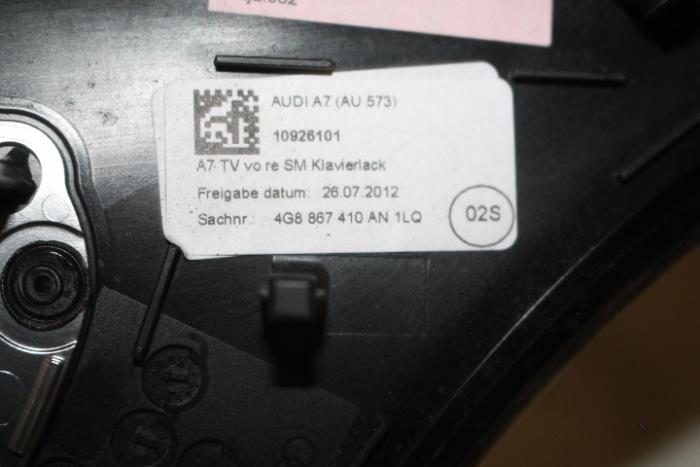 AUDI A7 (AU 573)
10926101
A7 TV vo re SM Klavierlack
Freigabe datum: 26.07.2012
Sachnr.: 4G8 867 410 AN 1LQ
02S